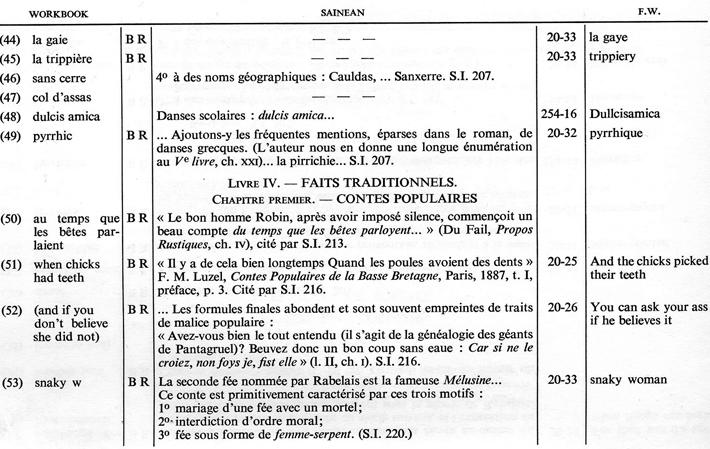 WORKBOOK SAINEAN F.W.
(44) la gaie B R — — — 20-33 la gaye
(45) la trippière B R — — — 20-33 trippiery
(46) sans cerre 4º à des noms géographiques : Cauldas, ... Sanxerre. S.I. 207.
(47) col d'assas — — —
(48) dulcis amica Danses scolaires : dulcis amica... 254-16 Dullcisamica
(49) pyrrhic B R ... Ajoutons-y les fréquentes mentions, éparses dans le roman, de 20-32 pyrrhique
danses grecques. (L'auteur nous en donne une longue énumération
au Ve livre, ch. XXI)... la pirrichie... S.I. 207.
LIVRE IV. — FAITS TRADITIONNELS.
CHAPITRE PREMIER. — CONTES POPULAIRES
(50) au temps que B R « Le bon homme Robin, après avoir imposé silence, commençoit un
les bêtes par- beau compte du temps que les bêtes parloyent... » (Du Fail, Propos
laient Rustiques, ch. IV), cité par S.I. 213.
(51) when chicks B R « Il y a de cela bien longtemps Quand les poules avoient des dents » 20-25 And the chicks picked
had teeth F. M. Luzel, Contes Populaires de la Basse Bretagne, Paris, 1887, t. I, their teeth
préface, p. 3. Cité par S.I. 216.
(52) (and if you B R ... Les formules finales abondent et sont souvent empreintes de traits 20-26 You can ask your ass
don't believe de malice populaire : if he believes it
she did not) « Avez-vous bien le tout entendu (il s'agit de la généalogie des géants
de Pantagruel)? Beuvez donc un bon coup sans eaue : Car si ne le
croiez, non foys je, fist elle » (l. II, ch. I). S.I. 216.
(53) snaky w B R La seconde fée nommée par Rabelais est la fameuse Mélusine... 20-33 snaky woman
Ce conte est primitivement caractérisé par ces trois motifs :
1º mariage d'une fée avec un mortel;
2º interdiction d'ordre moral;
3º fée sous forme de femme-serpent. (S.I. 220.)